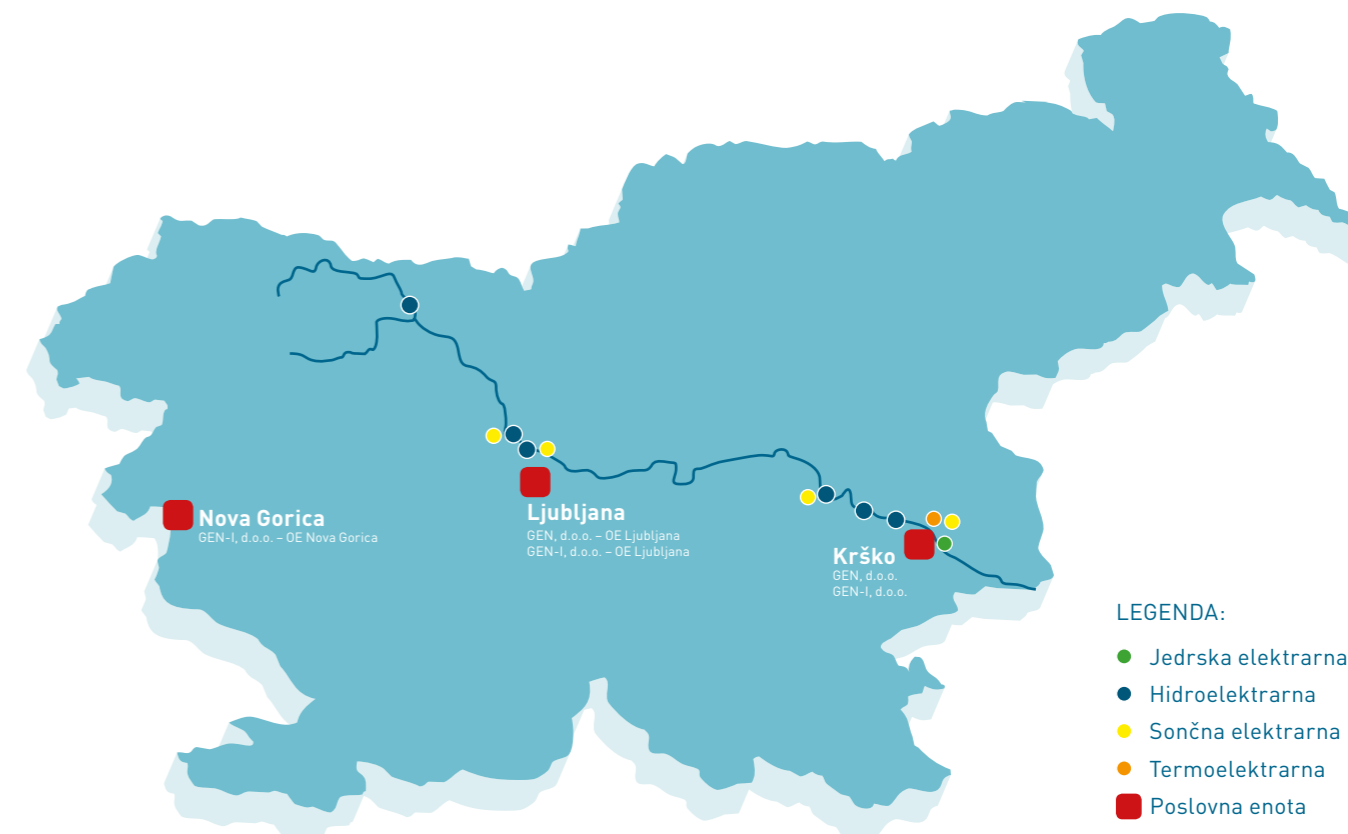 Nova Gorica
GEN-I, d.o.o. – OE Nova Gorica
Ljubljana
GEN, d.o.o. – OE Ljubljana
GEN-I, d.o.o. – OE Ljubljana
Krško
GEN, d.o.o.
GEN-I, d.o.o.
LEGENDA:
Jedrska elektrarna
Hidroelektrarna
Sončna elektrarna
Termoelektrarna
Poslovna enota